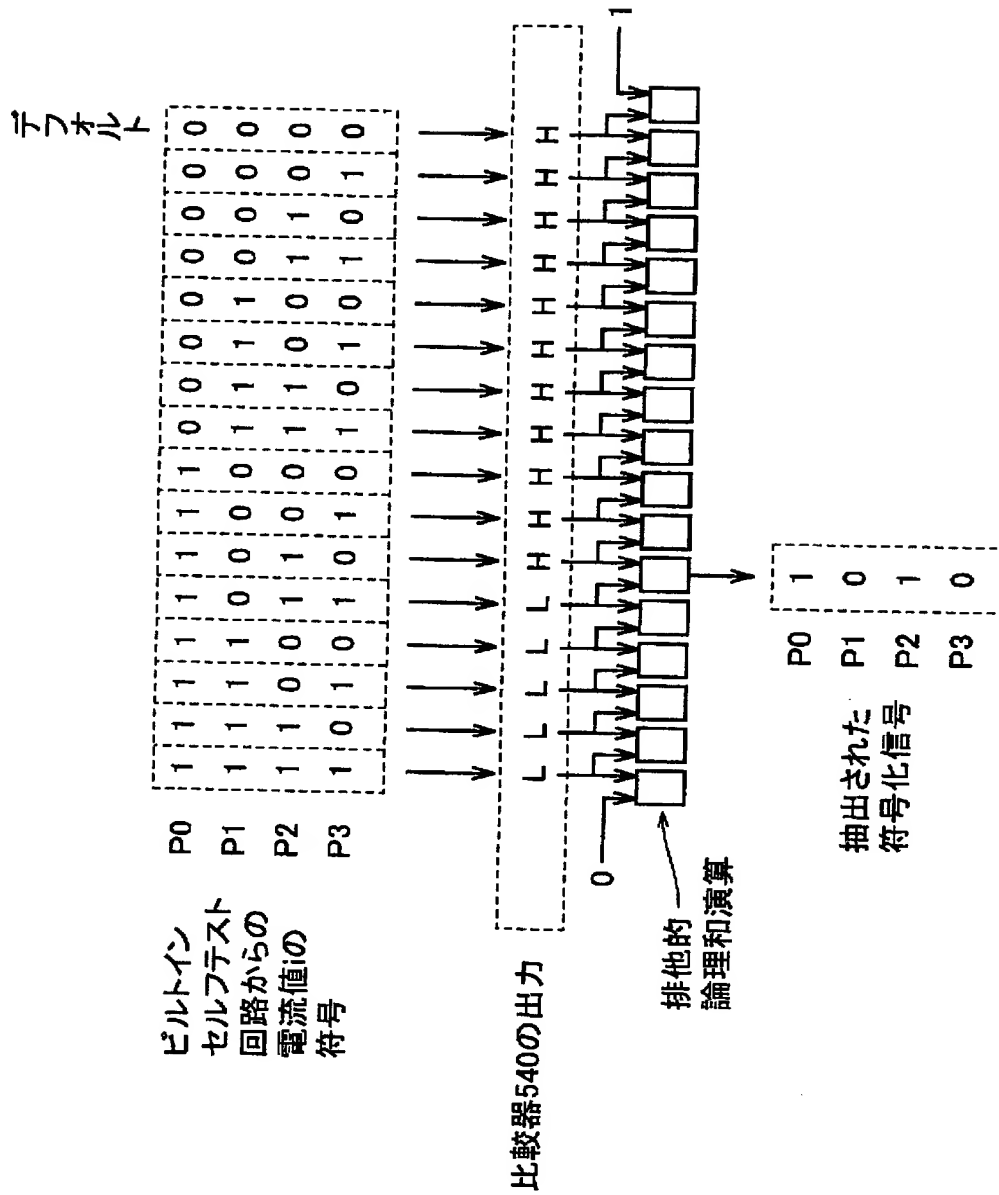 デフォルト
ビルトイン
セルフテスト
回路からの
電流値iの
符号
P0 1 1 1 1 1 1 1 1 0 0 0 0 0 0 0 0
P1 1 1 1 1 0 0 0 0 1 1 1 1 0 0 0 0
P2 1 1 0 0 1 1 0 0 1 1 0 0 1 1 0 0
P3 1 0 1 0 1 0 1 0 1 0 1 0 1 0 1 0
比較器540の出力
L L L L L H H H H H H H H H H H
0
1
排他的
論理和演算
抽出された
符号化信号
P0 1
P1 0
P2 1
P3 0